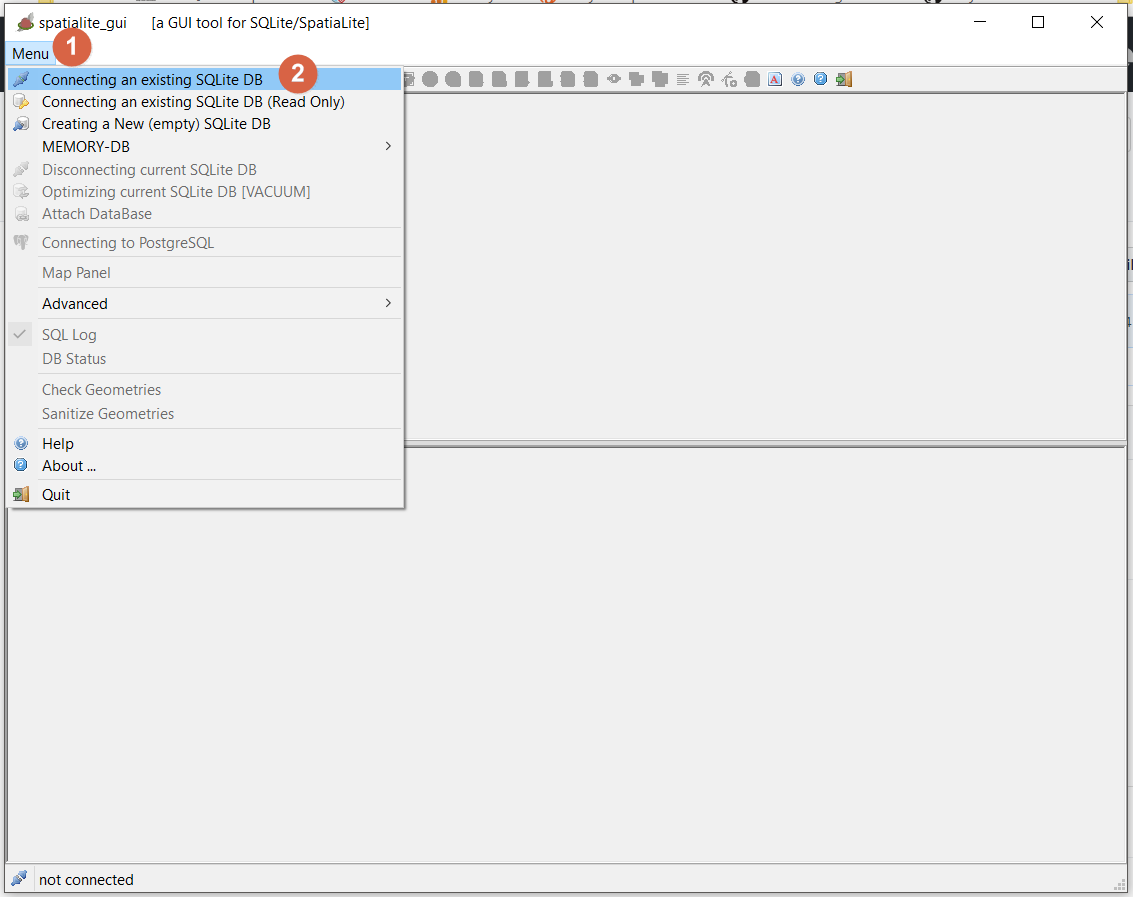 spatialite_gui [a GUI tool for SQLite/SpatiaLite]
Menu
1
Connecting an existing SQLite DB
2
Connecting an existing SQLite DB (Read Only)
Creating a New (empty) SQLite DB
MEMORY-DB
Disconnecting current SQLite DB
Optimizing current SQLite DB [VACUUM]
Attach DataBase
Connecting to PostgreSQL
Map Panel
Advanced
SQL Log
DB Status
Check Geometries
Sanitize Geometries
Help
About ...
Quit
not connected